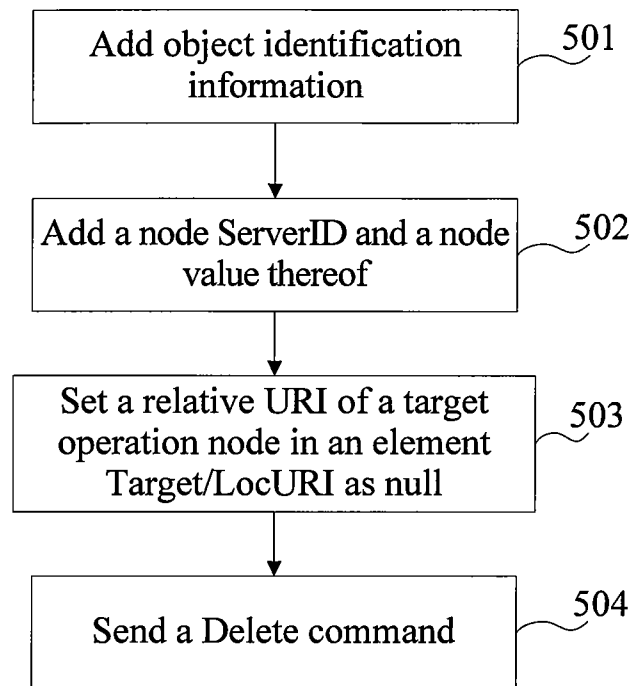 Add object identification
information
501
Add a node ServerID and a node
value thereof
502
Set a relative URI of a target
operation node in an element
Target/LocURI as null
503
Send a Delete command
504